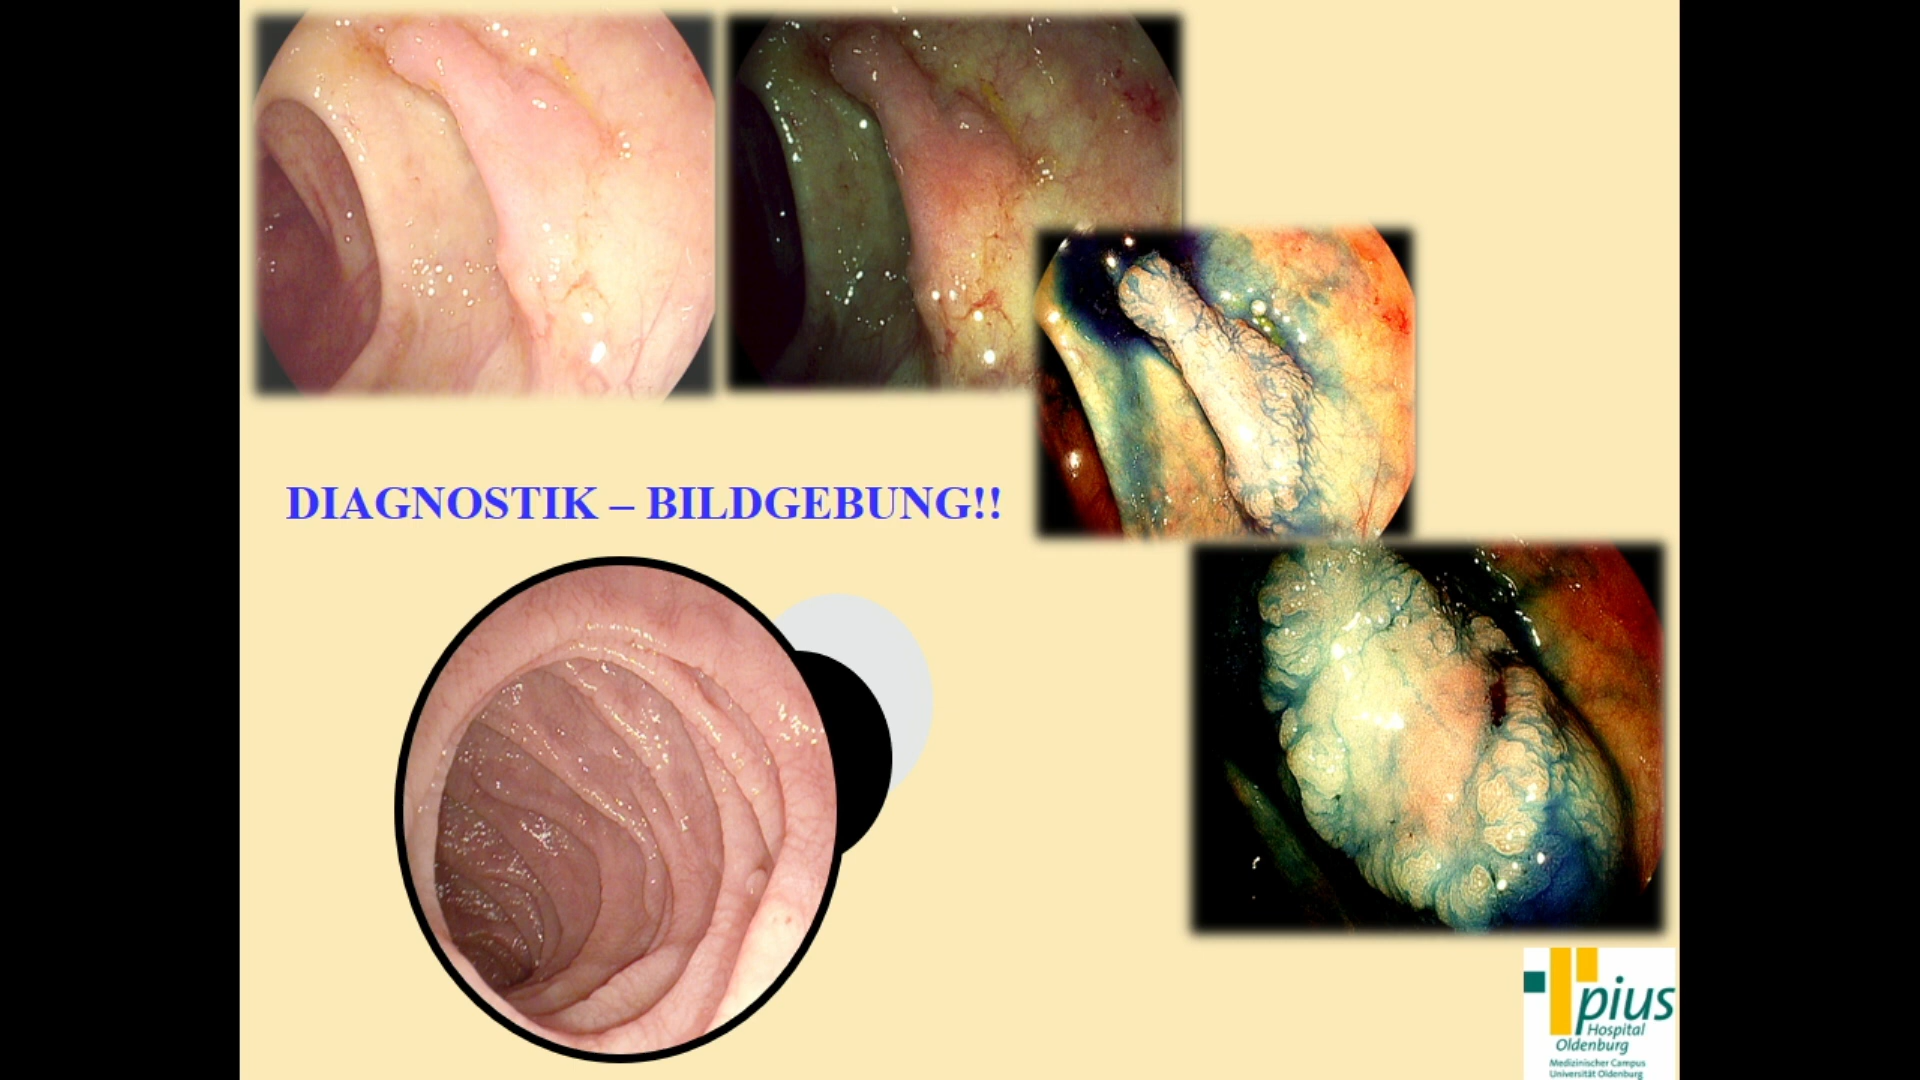 DIAGNOSTIK – BILDGEBUNG!!
pius
Hospital
Oldenburg
Medizinischer Campus
Universität Oldenburg